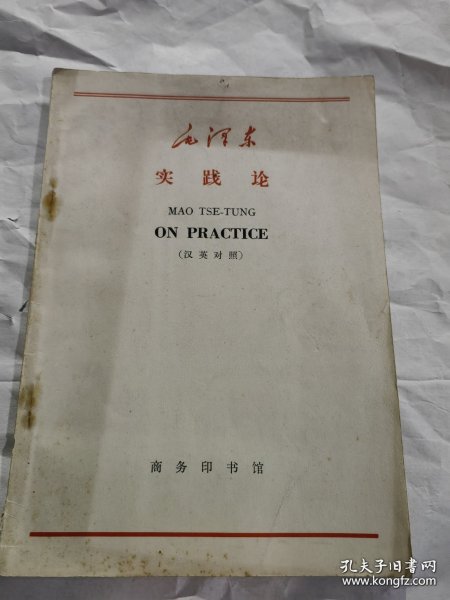 毛泽东
实践论
MAO TSE-TUNG
ON PRACTICE
(汉英对照)
商务印书馆
孔夫子旧书网
www.kongfz.com